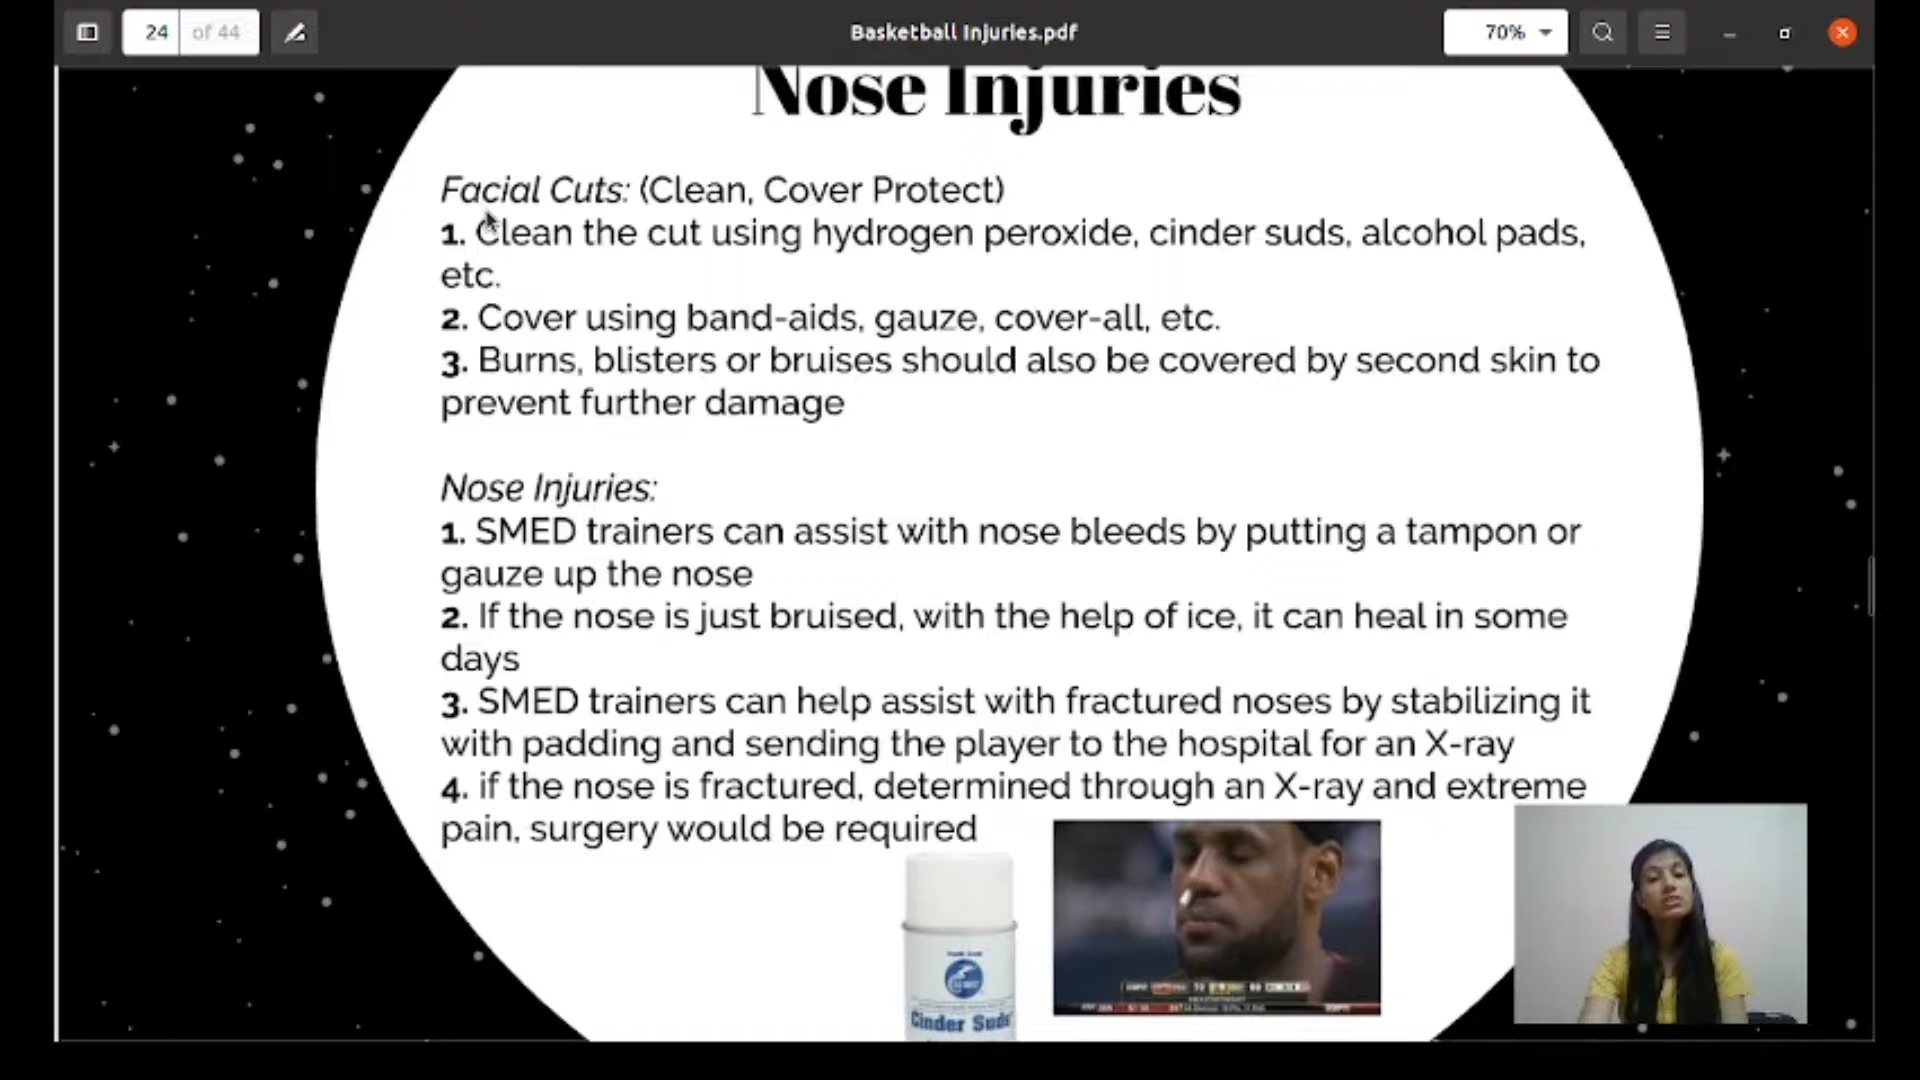 24 of 44
Basketball Injuries.pdf
70%
Nose Injuries
Facial Cuts: (Clean, Cover Protect)
1. Clean the cut using hydrogen peroxide, cinder suds, alcohol pads,
etc.
2. Cover using band-aids, gauze, cover-all, etc.
3. Burns, blisters or bruises should also be covered by second skin to
prevent further damage
Nose Injuries:
1. SMED trainers can assist with nose bleeds by putting a tampon or
gauze up the nose
2. If the nose is just bruised, with the help of ice, it can heal in some
days
3. SMED trainers can help assist with fractured noses by stabilizing it
with padding and sending the player to the hospital for an X-ray
4. if the nose is fractured, determined through an X-ray and extreme
pain, surgery would be required
Cinder Suds